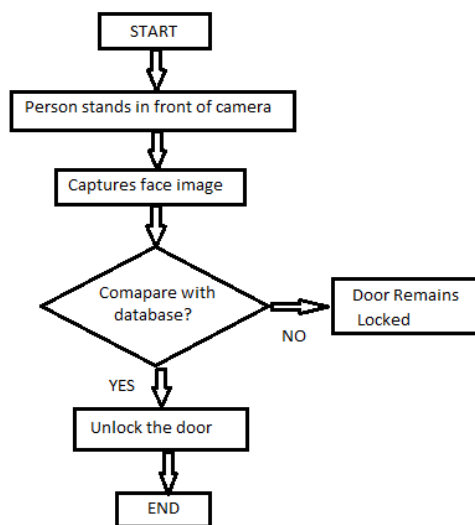 START
Person stands in front of camera
Captures face image
Comapare with
database?
Door Remains
Locked
NO
YES
Unlock the door
END